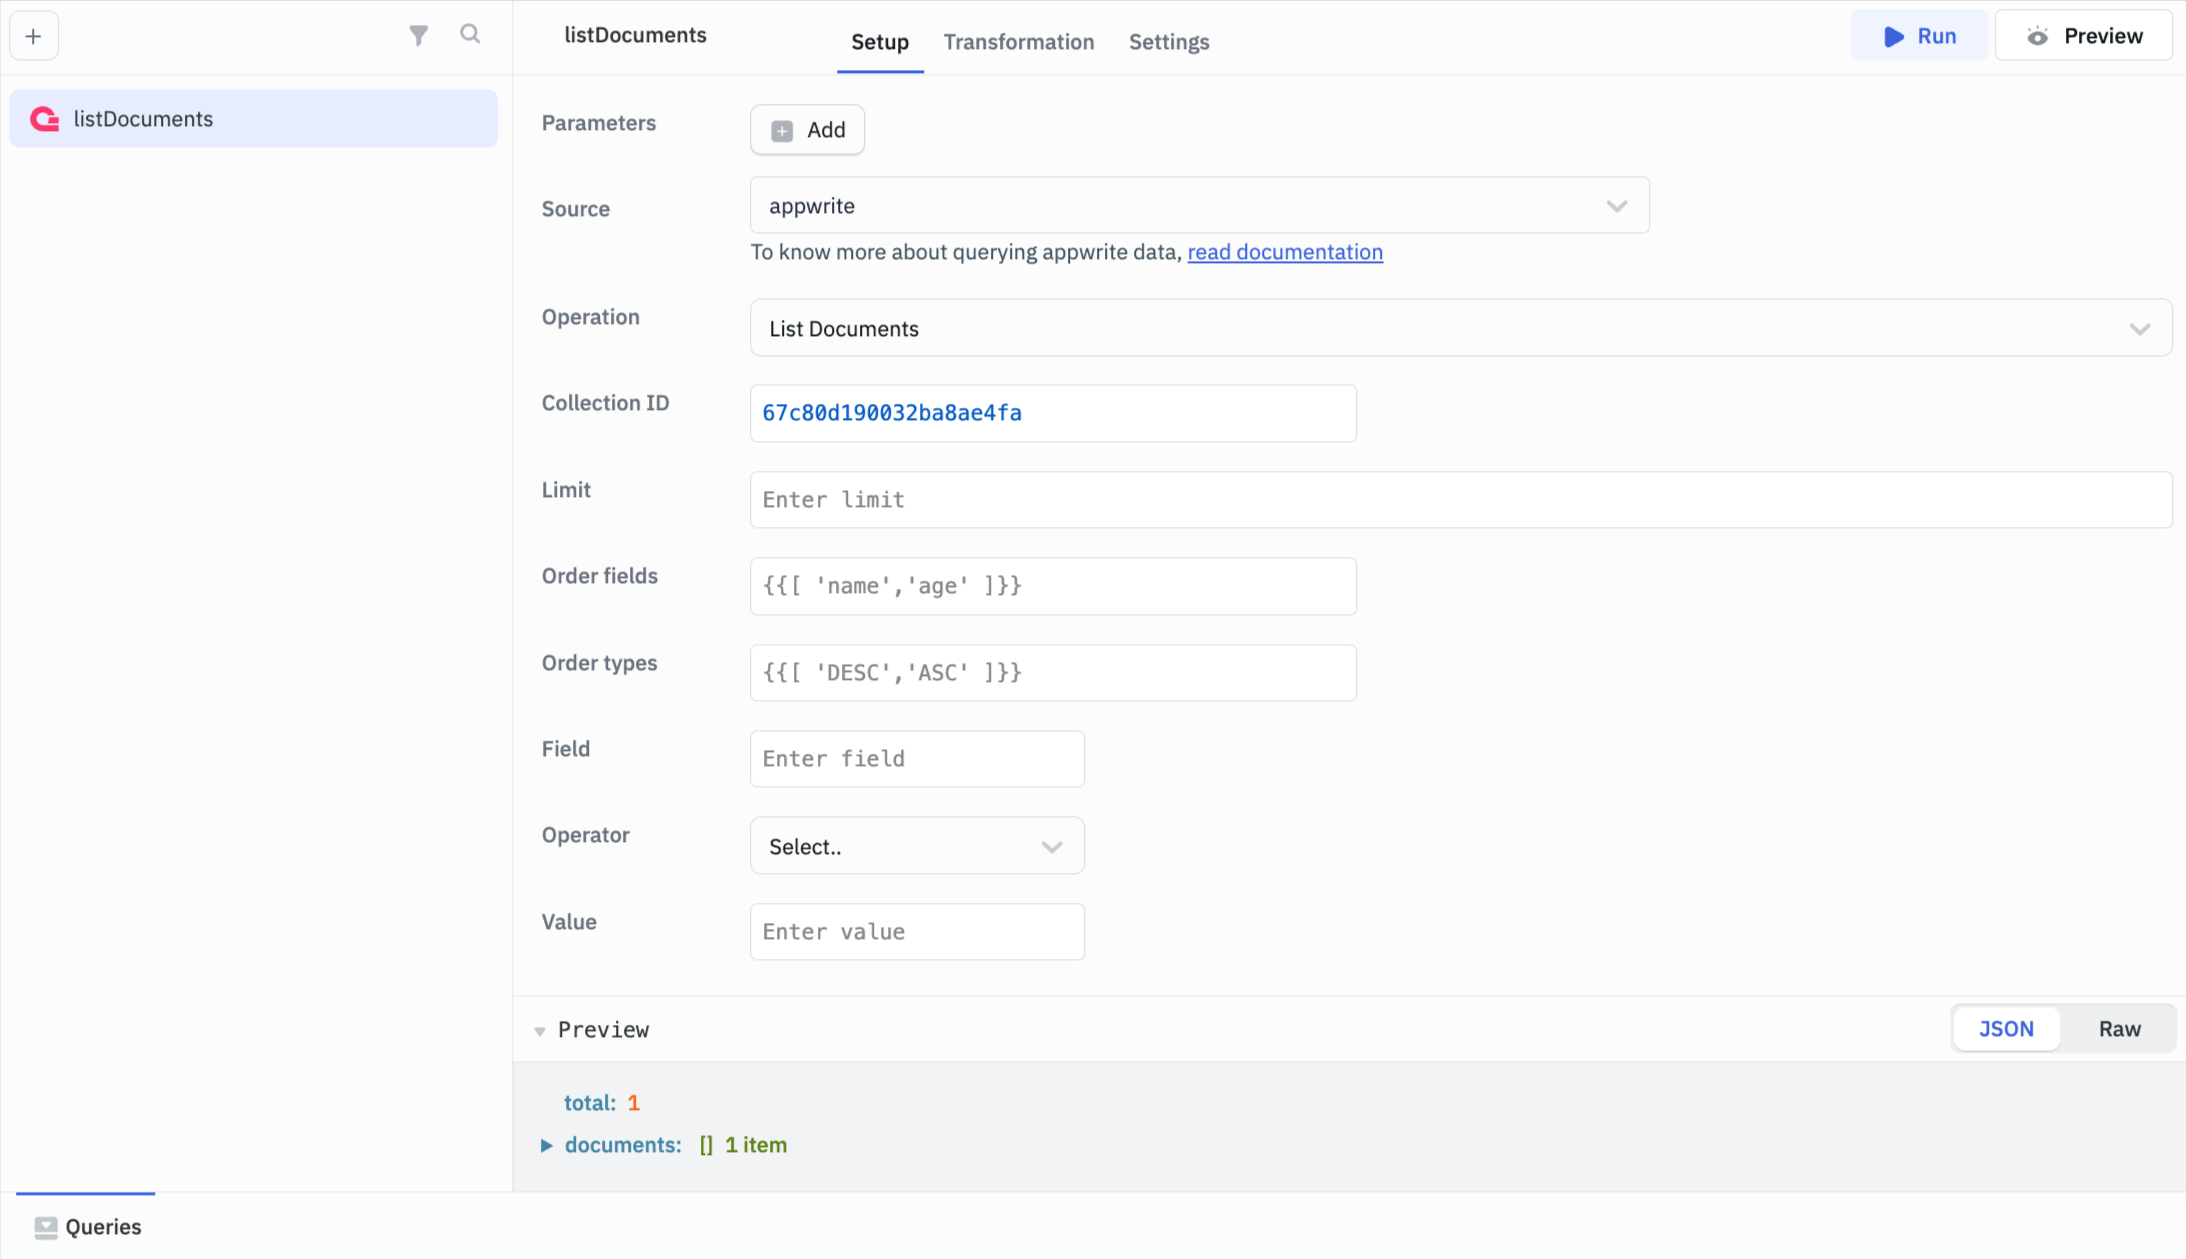 listDocuments
Setup
Transformation
Settings
Run
Preview
listDocuments
Parameters
Add
Source
appwrite
To know more about querying appwrite data, read documentation
Operation
List Documents
Collection ID
67c80d190032ba8ae4fa
Limit
Enter limit
Order fields
{{[ 'name','age' ]}}
Order types
{{[ 'DESC','ASC' ]}}
Field
Enter field
Operator
Select..
Value
Enter value
Preview
JSON
Raw
total: 1
documents: [] 1 item
Queries